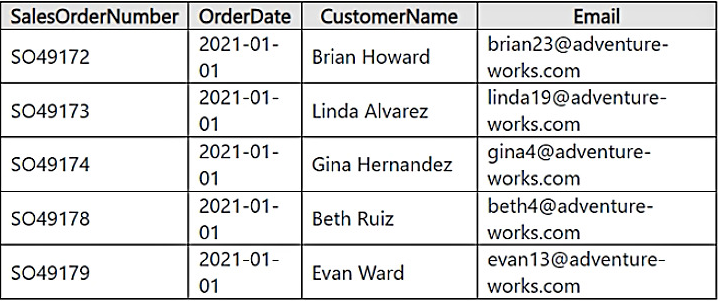 SalesOrderNumber OrderDate CustomerName Email
SO49172 2021-01-01 Brian Howard brian23@adventure-works.com
SO49173 2021-01-01 Linda Alvarez linda19@adventure-works.com
SO49174 2021-01-01 Gina Hernandez gina4@adventure-works.com
SO49178 2021-01-01 Beth Ruiz beth4@adventure-works.com
SO49179 2021-01-01 Evan Ward evan13@adventure-works.com